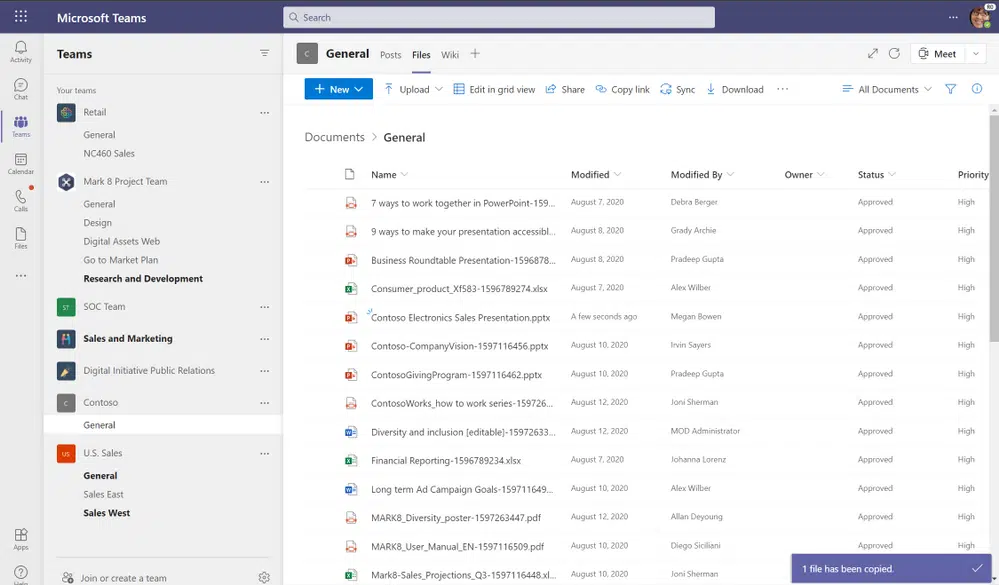 Microsoft Teams
Search
RO
Activity
Chat
Teams
Calendar
Calls
Files
Apps
Help
Teams
Your teams
Retail
General
NC460 Sales
Mark 8 Project Team
General
Design
Digital Assets Web
Go to Market Plan
Research and Development
ST SOC Team
Sales and Marketing
Digital Initiative Public Relations
C Contoso
General
US U.S. Sales
General
Sales East
Sales West
Join or create a team
C General Posts Files Wiki Meet
New Upload Edit in grid view Share Copy link Sync Download All Documents
Documents > General
Name Modified Modified By Owner Status Priority
7 ways to work together in PowerPoint-159... August 7, 2020 Debra Berger Approved High
9 ways to make your presentation accessibl... August 8, 2020 Grady Archie Approved High
Business Roundtable Presentation-1596878... August 8, 2020 Pradeep Gupta Approved High
Consumer_product_Xf583-1596789274.xlsx August 7, 2020 Alex Wilber Approved High
Contoso Electronics Sales Presentation.pptx A few seconds ago Megan Bowen Approved High
Contoso-CompanyVision-1597116456.pptx August 10, 2020 Irvin Sayers Approved High
ContosoGivingProgram-1597116462.pptx August 10, 2020 Pradeep Gupta Approved High
ContosoWorks_how to work series-159726... August 12, 2020 Joni Sherman Approved High
Diversity and inclusion [editable]-15972633... August 12, 2020 MOD Administrator Approved High
Financial Reporting-1596789234.xlsx August 7, 2020 Johanna Lorenz Approved High
Long term Ad Campaign Goals-159711649... August 10, 2020 Alex Wilber Approved High
MARK8_Diversity_poster-1597263447.pdf August 12, 2020 Allan Deyoung Approved High
MARK8_User_Manual_EN-1597116509.pdf August 10, 2020 Diego Siciliani Approved High
Mark8-Sales_Projections_Q3-1597116448.xl... August 10, 2020 Joni Sherman Approved High
1 file has been copied.